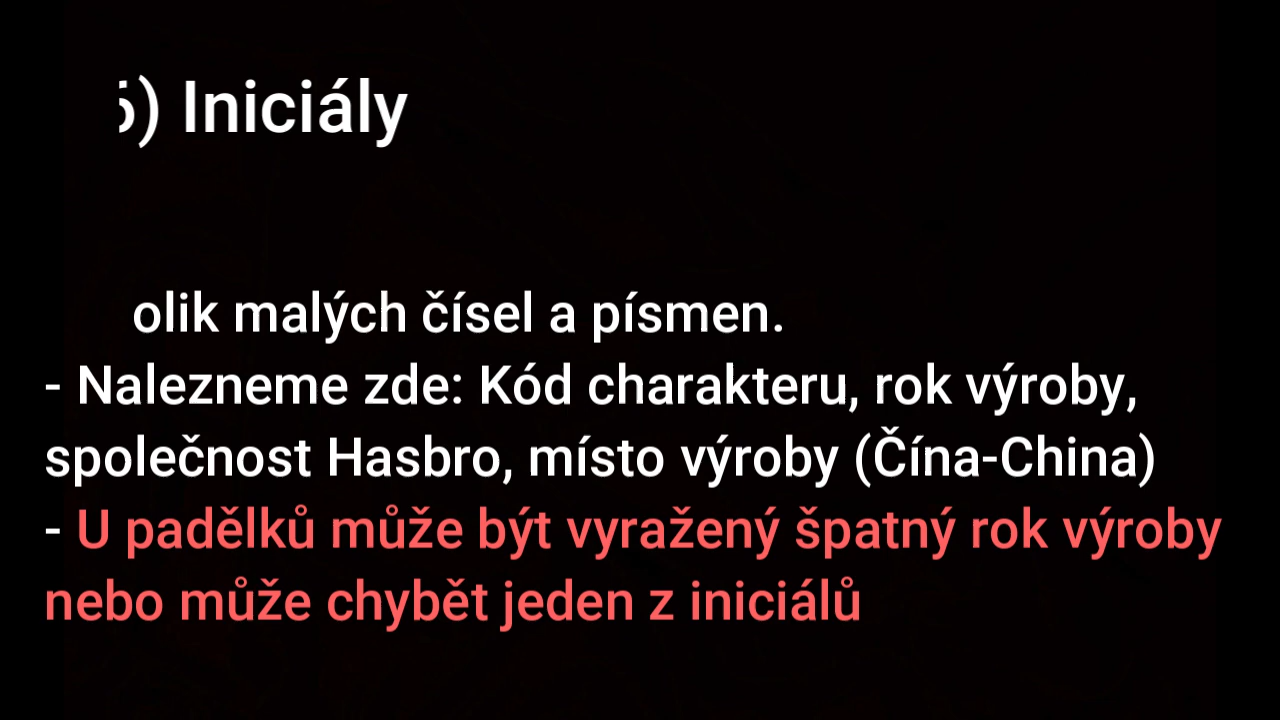 ) Iniciály
olik malých čísel a písmen.
- Nalezneme zde: Kód charakteru, rok výroby,
společnost Hasbro, místo výroby (Čína-China)
- U padělků může být vyražený špatný rok výroby
nebo může chybět jeden z iniciálů